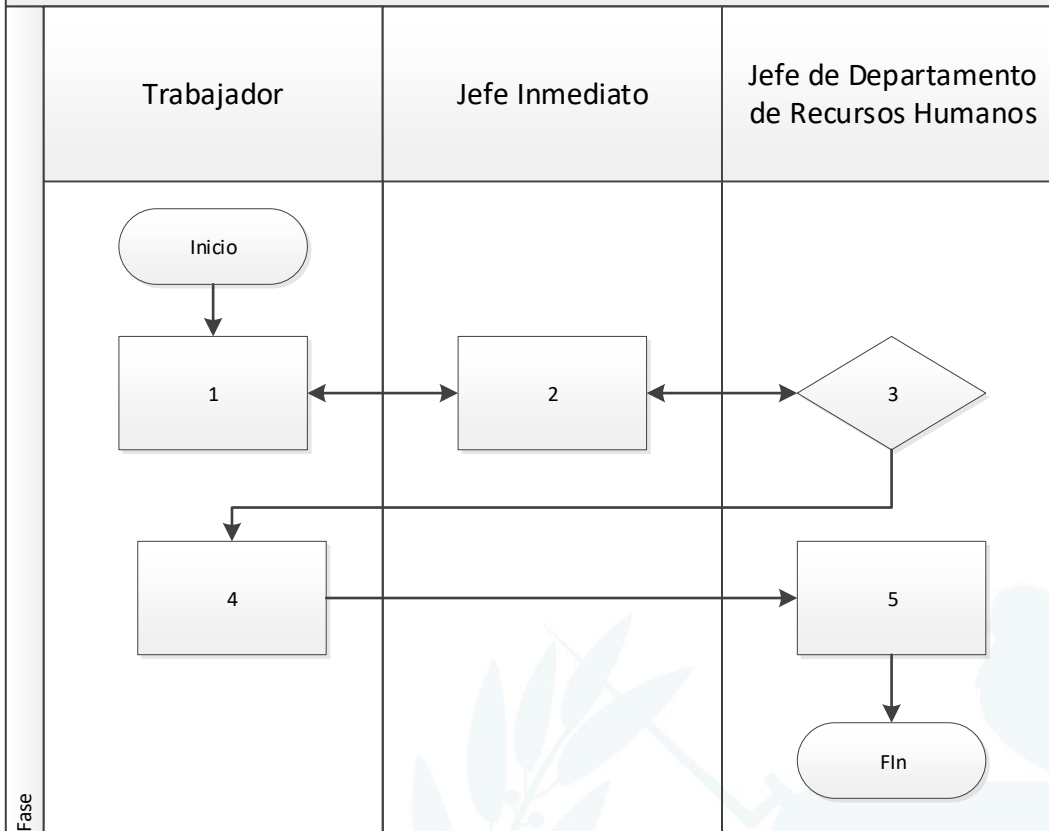 Trabajador
Jefe Inmediato
Jefe de Departamento
de Recursos Humanos
Inicio
1
2
3
4
5
FIn
Fase